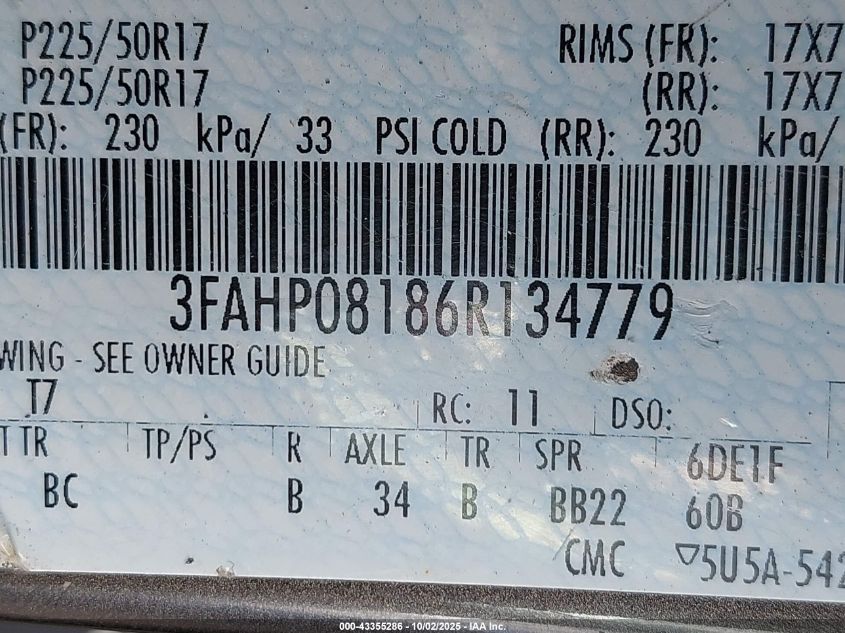 P225/50R17 RIMS (FR): 17X7
P225/50R17 (RR): 17X7
(FR): 230 kPa/ 33 PSI COLD (RR): 230 kPa/
3FAHP08186R134779
WING - SEE OWNER GUIDE
T7 RC: 11 DSO:
T TR TP/PS R AXLE TR SPR 6DE1F
BC B 34 B BB22 60B
CMC ▽5U5A-542
000-43355286 - 10/02/2025 - IAA Inc.